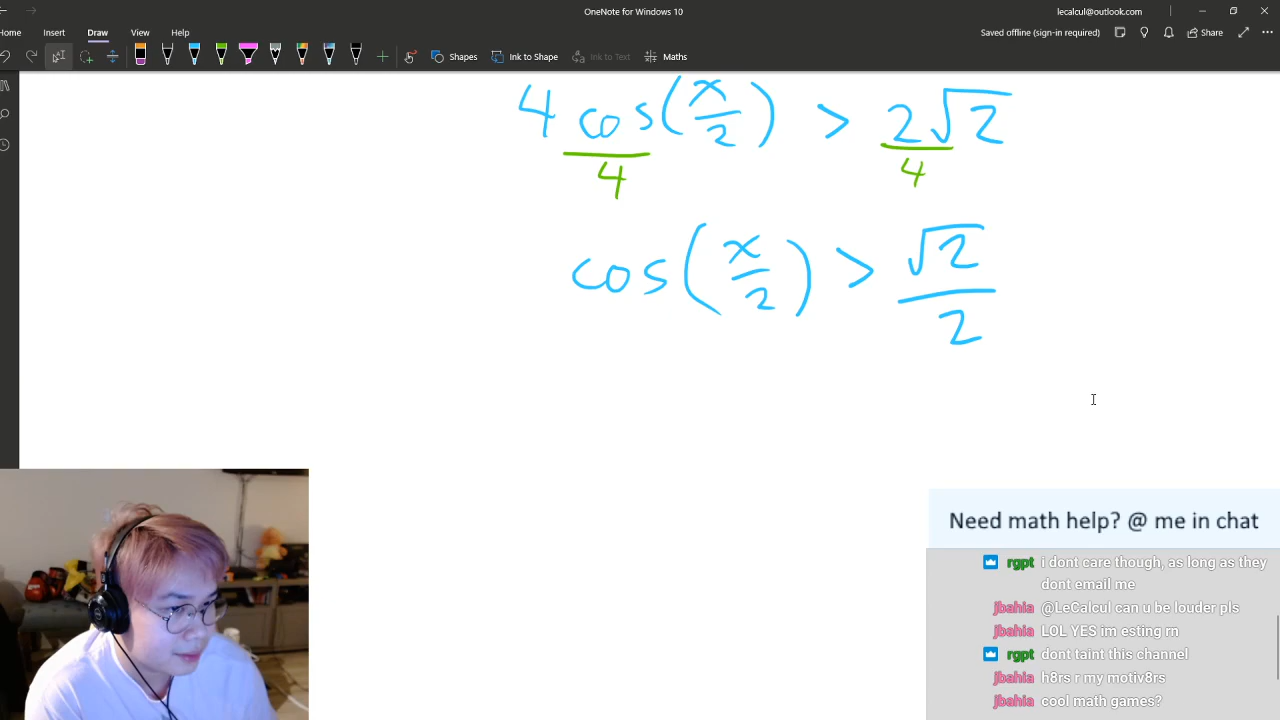 OneNote for Windows 10
lecalcul@outlook.com
Home Insert Draw View Help
Saved offline (sign-in required) Share
Shapes Ink to Shape Ink to Text Maths
4 cos(x/2) > 2√2
4 4
cos(x/2) > √2/2
Need math help? @ me in chat
rgpt i dont care though, as long as they
dont email me
jbahia @LeCalcul can u be louder pls
jbahia LOL YES im esting rn
rgpt dont taint this channel
jbahia h8rs r my motiv8rs
jbahia cool math games?